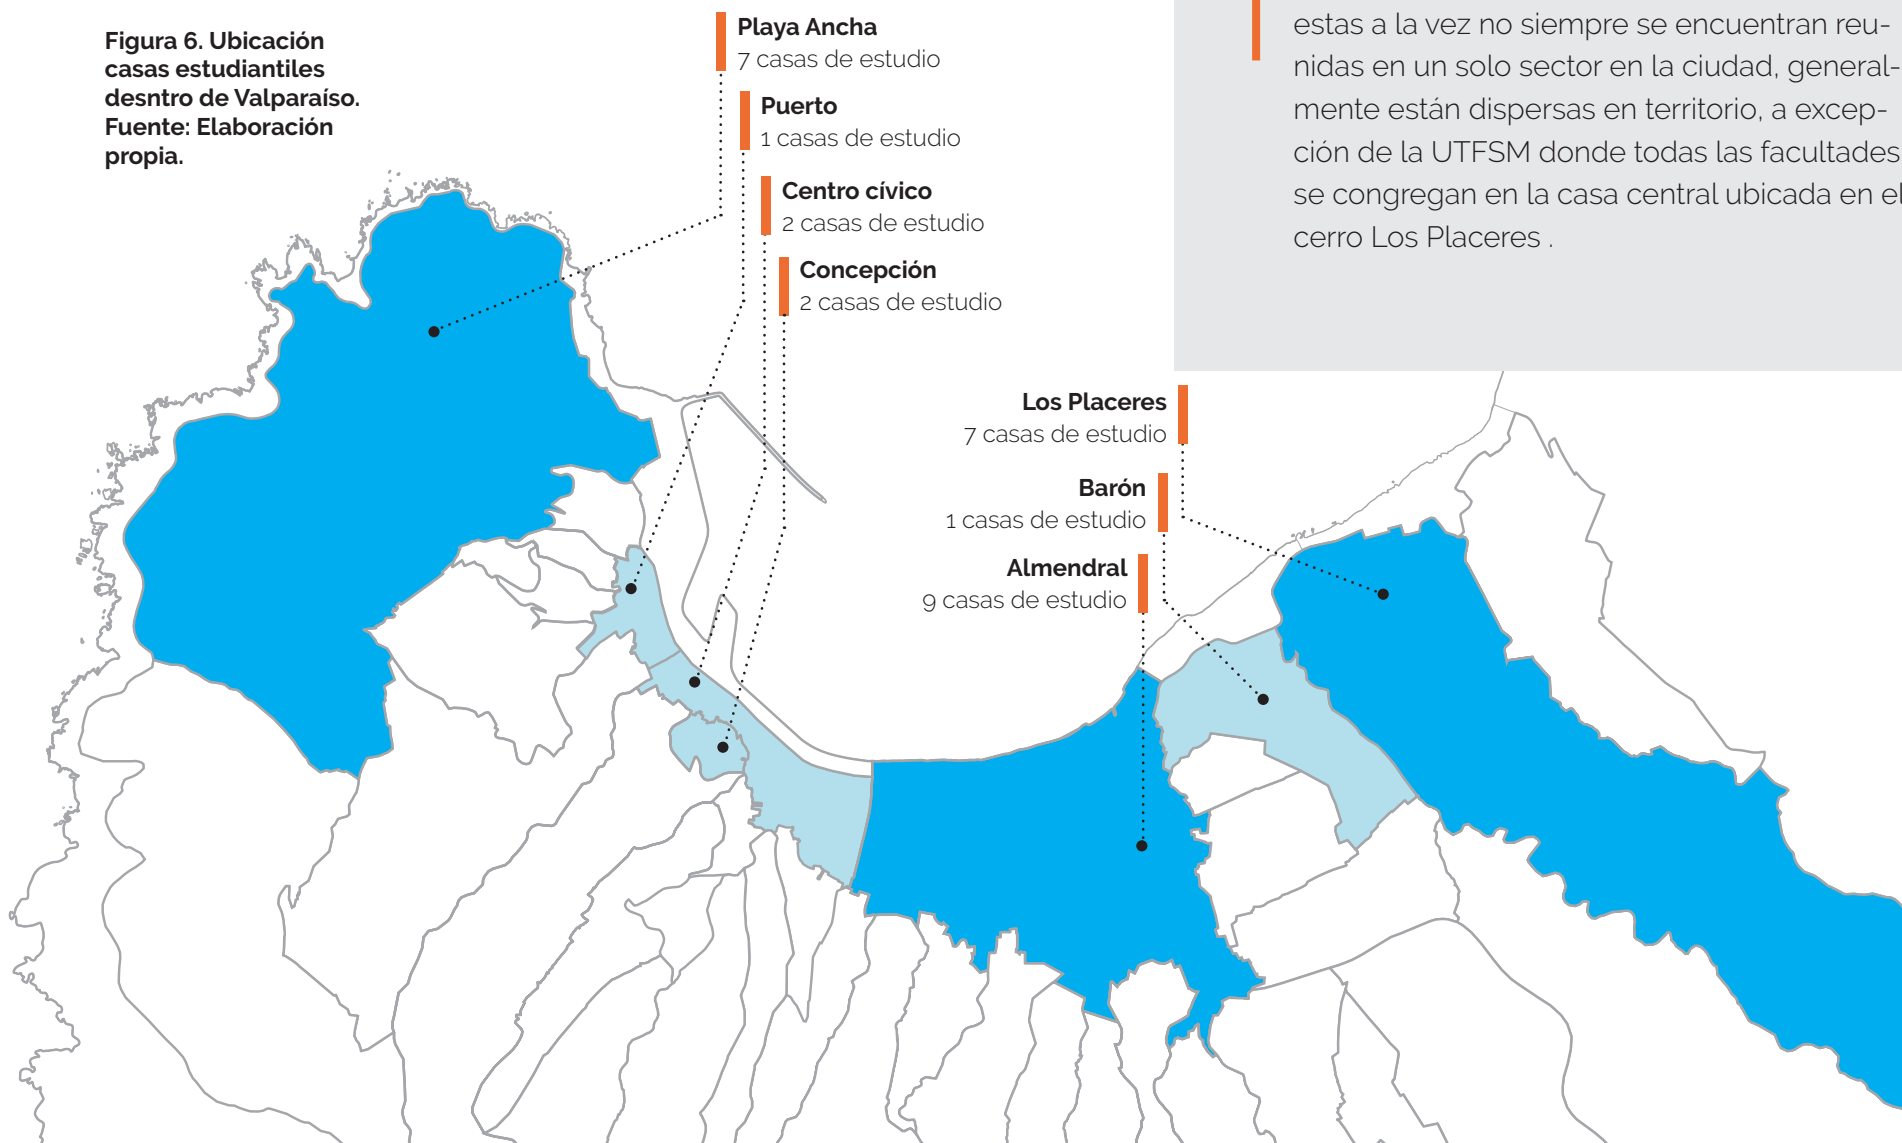 Figura 6. Ubicación
casas estudiantiles
desntro de Valparaíso.
Fuente: Elaboración
propia.
Playa Ancha
7 casas de estudio
Puerto
1 casas de estudio
Centro cívico
2 casas de estudio
Concepción
2 casas de estudio
estas a la vez no siempre se encuentran reu-
nidas en un solo sector en la ciudad, general-
mente están dispersas en territorio, a excep-
ción de la UTFSM donde todas las facultades
se congregan en la casa central ubicada en el
cerro Los Placeres .
Los Placeres
7 casas de estudio
Barón
1 casas de estudio
Almendral
9 casas de estudio